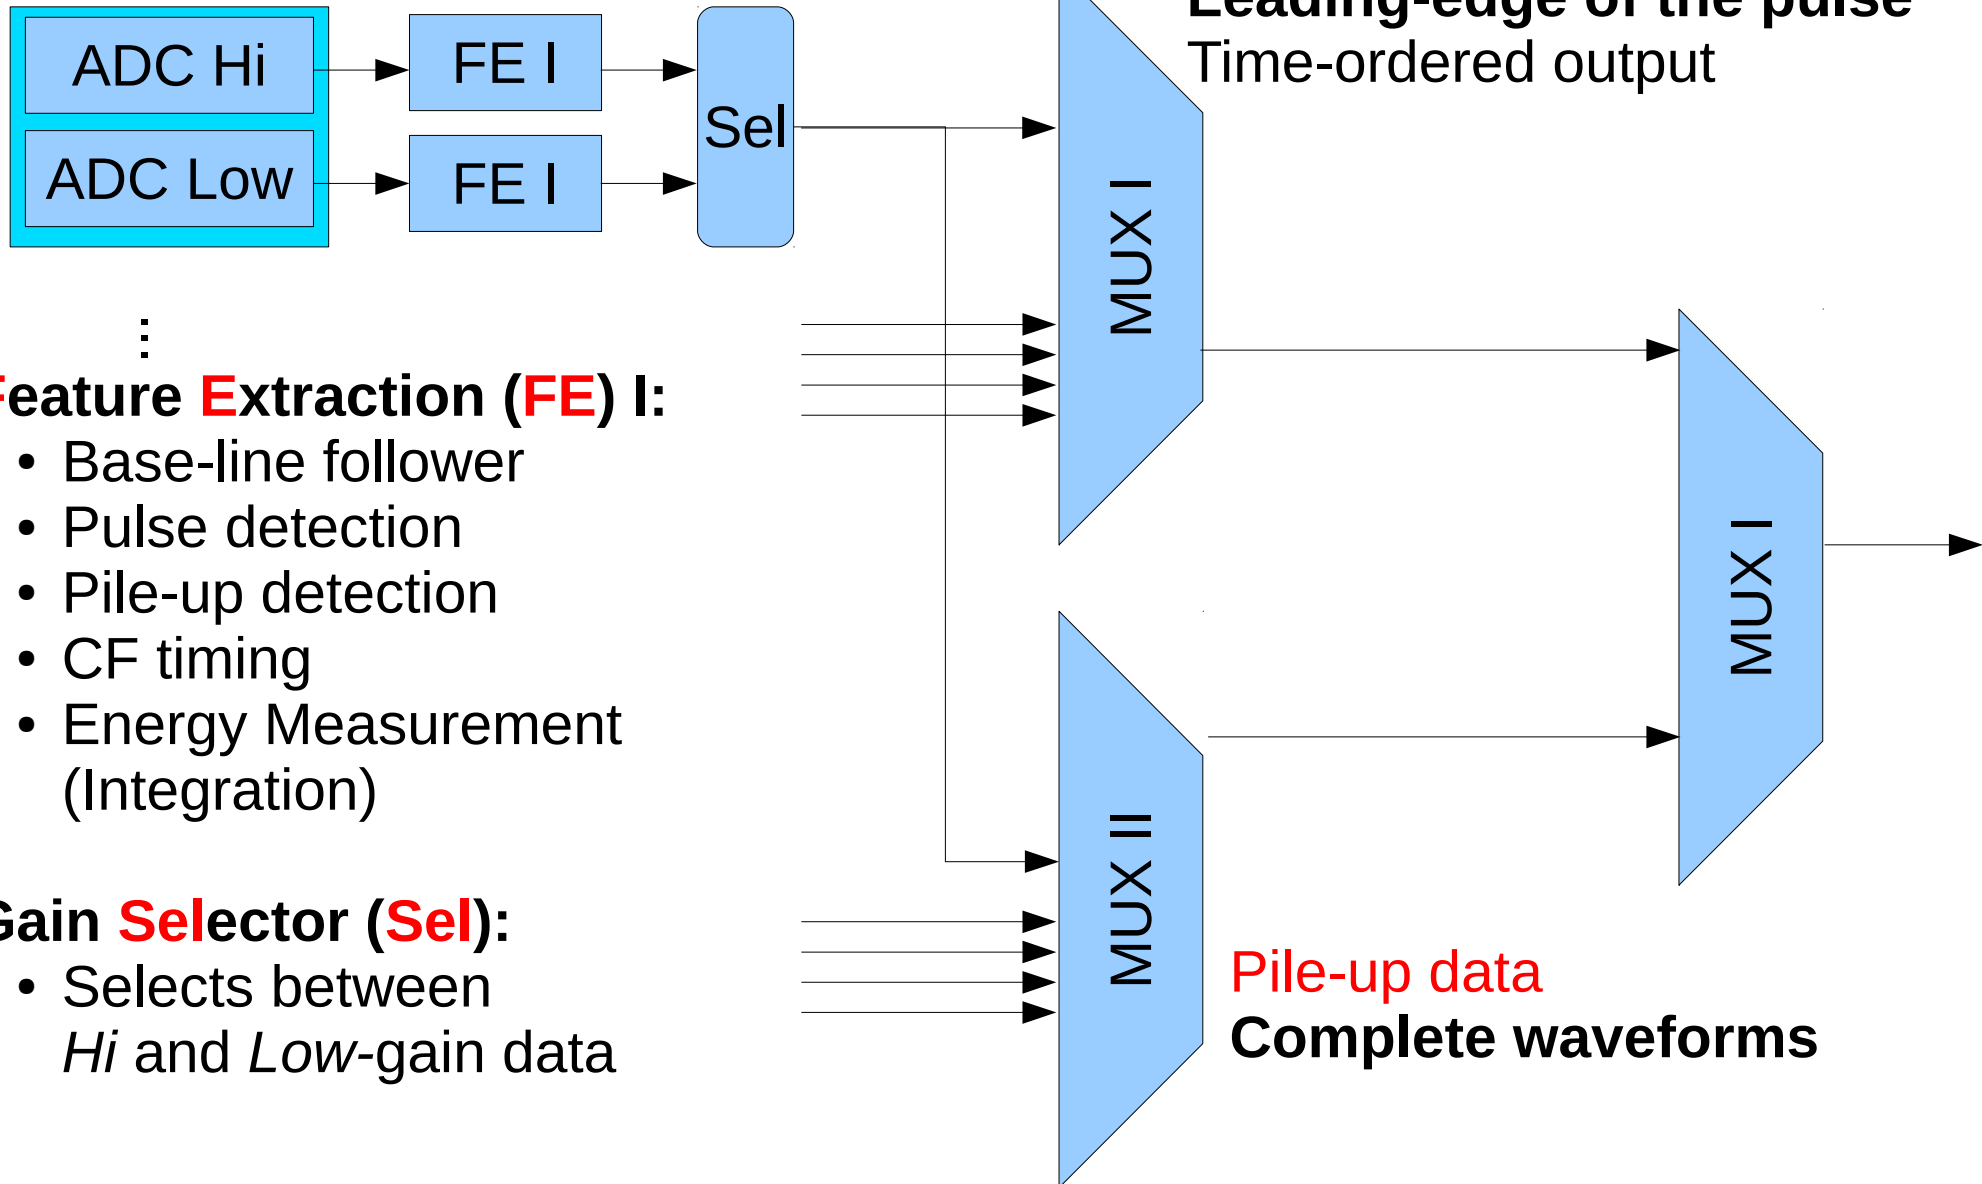 ADC Hi
FE I
Sel
ADC Low
FE I
Leading-edge of the pulse
Time-ordered output
MUX I
MUX I
MUX II
Feature Extraction (FE) I:
• Base-line follower
• Pulse detection
• Pile-up detection
• CF timing
• Energy Measurement
(Integration)
Gain Selector (Sel):
• Selects between
Hi and Low-gain data
Pile-up data
Complete waveforms